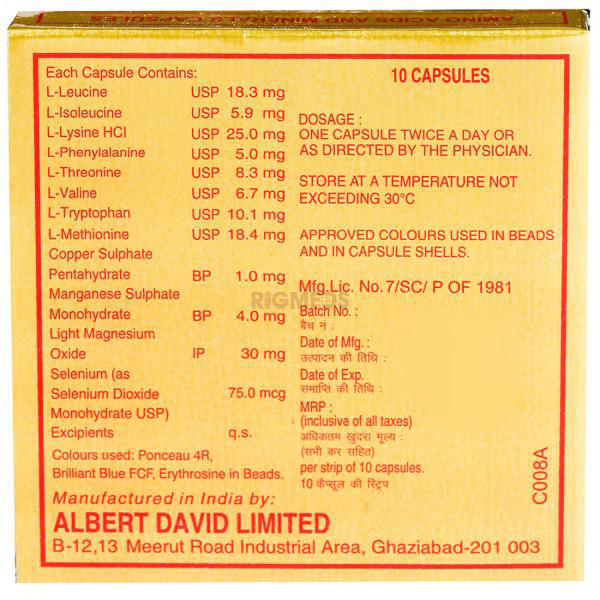 AMINO ACIDS AND MINERALS CAPSULES
Each Capsule Contains:
L-Leucine USP 18.3 mg
L-Isoleucine USP 5.9 mg
L-Lysine HCl USP 25.0 mg
L-Phenylalanine USP 5.0 mg
L-Threonine USP 8.3 mg
L-Valine USP 6.7 mg
L-Tryptophan USP 10.1 mg
L-Methionine USP 18.4 mg
Copper Sulphate
Pentahydrate BP 1.0 mg
Manganese Sulphate
Monohydrate BP 4.0 mg
Light Magnesium
Oxide IP 30 mg
Selenium (as
Selenium Dioxide 75.0 mcg
Monohydrate USP)
Excipients q.s.
Colours used: Ponceau 4R,
Brilliant Blue FCF, Erythrosine in Beads.
10 CAPSULES
DOSAGE :
ONE CAPSULE TWICE A DAY OR
AS DIRECTED BY THE PHYSICIAN.
STORE AT A TEMPERATURE NOT
EXCEEDING 30°C
APPROVED COLOURS USED IN BEADS
AND IN CAPSULE SHELLS.
Mfg.Lic. No.7/SC/ P OF 1981
RIGMEDS
Batch No. :
बैच नं :
Date of Mfg. :
उत्पादन की तिथि :
Date of Exp.
समाप्ति की तिथि :
MRP :
(inclusive of all taxes)
अधिकतम खुदरा मूल्य :
(सभी कर सहित)
per strip of 10 capsules.
10 कैप्सूल की स्ट्रिप
C008A
Manufactured in India by:
ALBERT DAVID LIMITED
B-12,13 Meerut Road Industrial Area, Ghaziabad-201 003